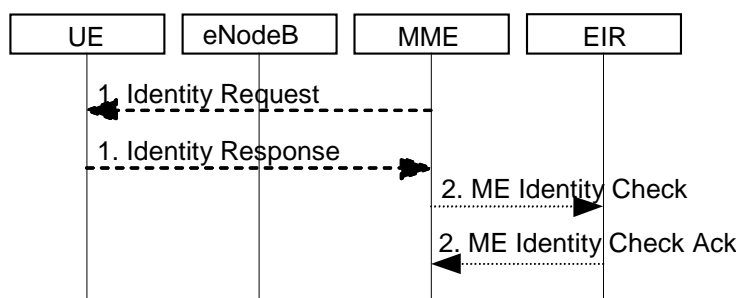 UE eNodeB MME EIR
1. Identity Request
1. Identity Response
2. ME Identity Check
2. ME Identity Check Ack